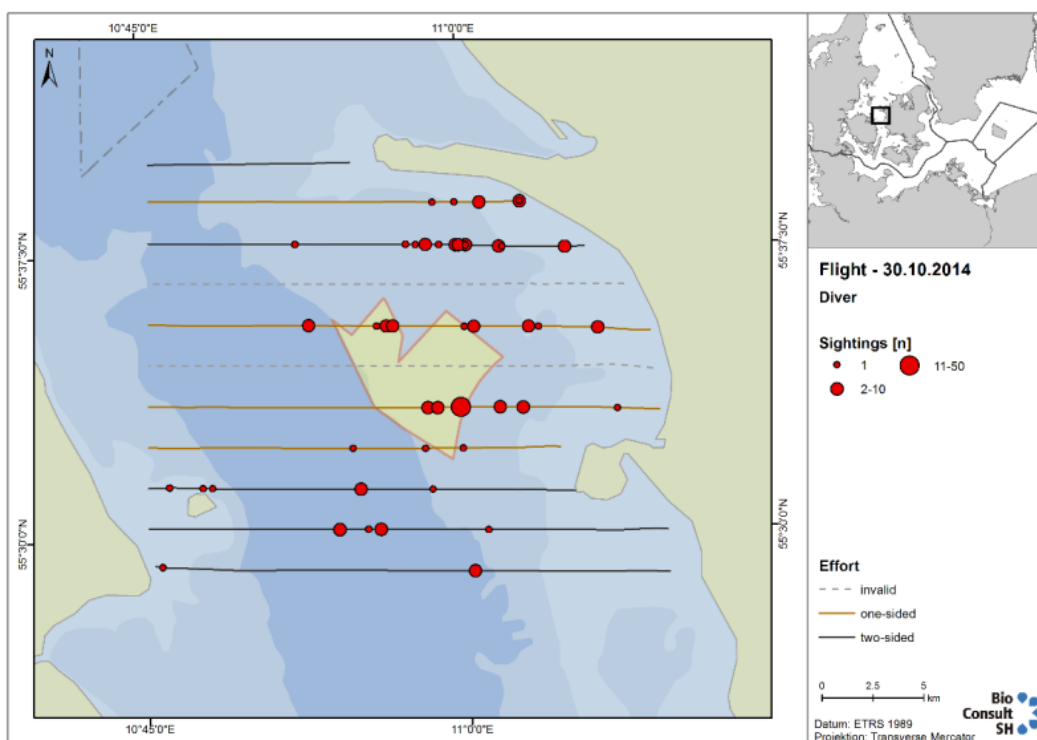 10°45'0"E
11°0'0"E
N
55°37'30"N
55°37'30"N
55°30'0"N
55°30'0"N
10°45'0"E
11°0'0"E
Flight - 30.10.2014
Diver
Sightings [n]
1
11-50
2-10
Effort
invalid
one-sided
two-sided
0 2.5 5
km
Bio
Consult
SH
Datum: ETRS 1989
Projektion: Transverse Mercator